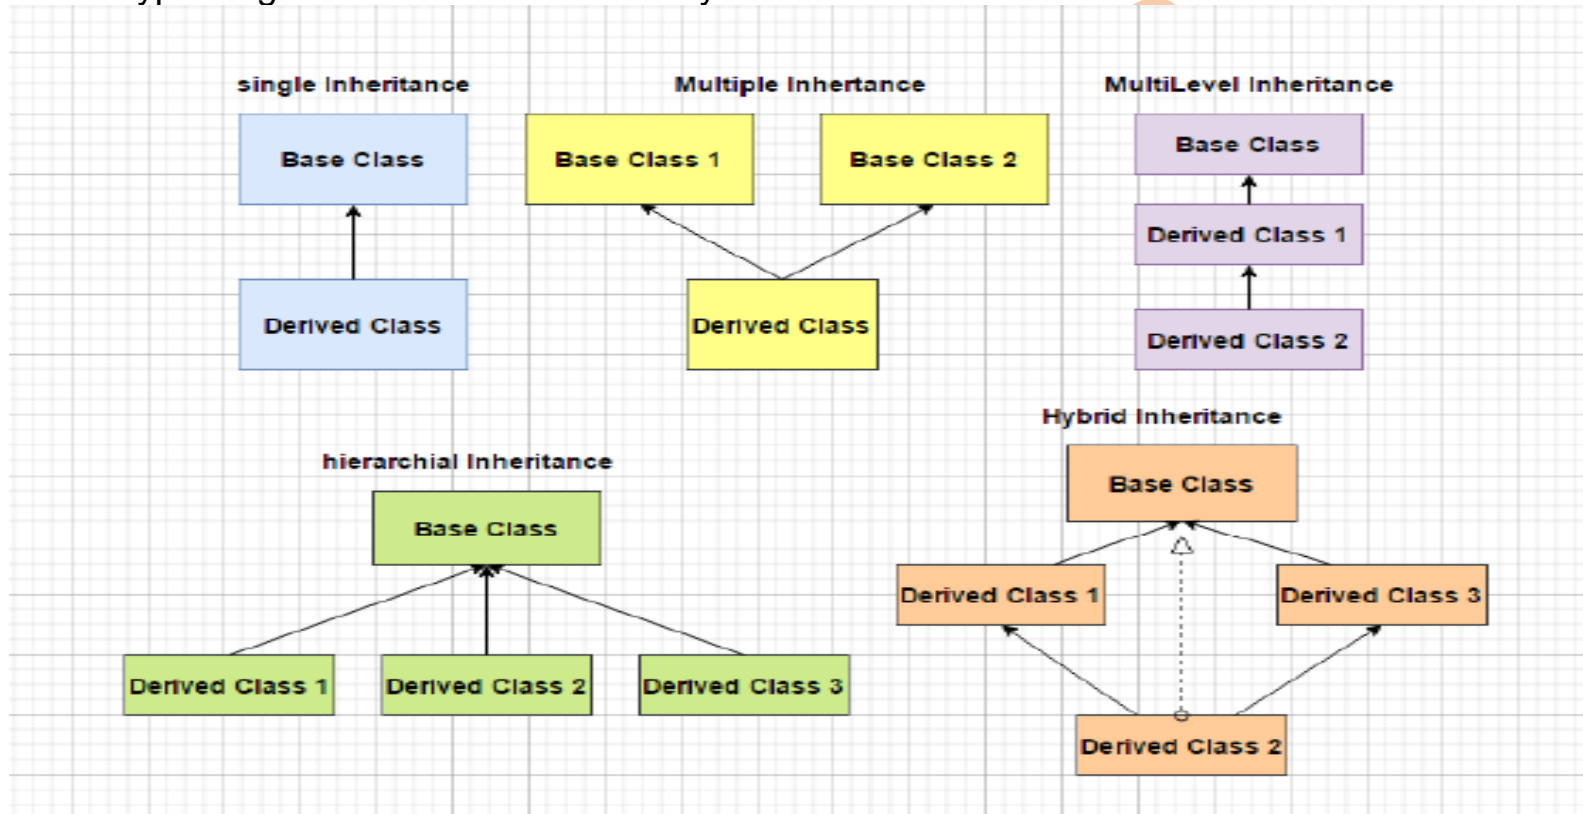 single Inheritance
Multiple Inhertance
MultiLevel Inheritance
Base Class
Base Class 1
Base Class 2
Base Class
Derived Class 1
Derived Class
Derived Class
Derived Class 2
Hybrid Inheritance
hierarchial Inheritance
Base Class
Base Class
Derived Class 1
Derived Class 3
Derived Class 1
Derived Class 2
Derived Class 3
Derived Class 2